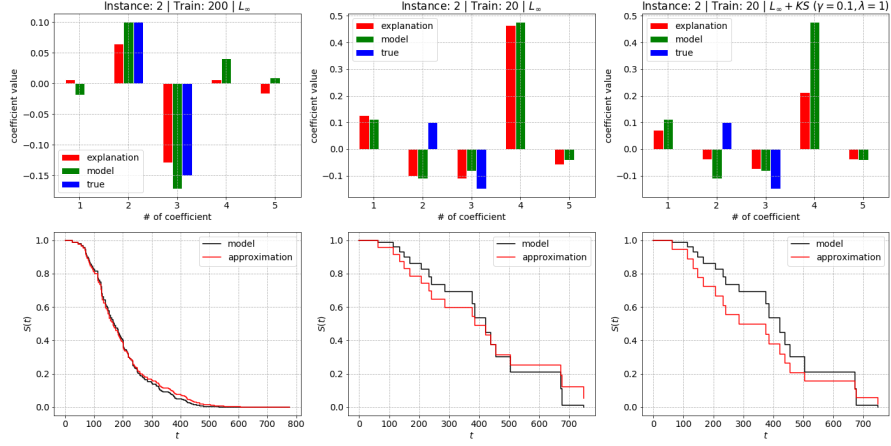 Instance: 2 | Train: 200 | L∞
coefficient value
0.10
0.05
0.00
−0.05
−0.10
−0.15
explanation
model
true
1 2 3 4 5
# of coefficient
Instance: 2 | Train: 20 | L∞
coefficient value
0.5
0.4
0.3
0.2
0.1
0.0
−0.1
explanation
model
true
1 2 3 4 5
# of coefficient
Instance: 2 | Train: 20 | L∞ + KS (γ = 0.1, λ = 1)
coefficient value
0.5
0.4
0.3
0.2
0.1
0.0
−0.1
explanation
model
true
1 2 3 4 5
# of coefficient
S(t)
1.0
0.8
0.6
0.4
0.2
0.0
model
approximation
0 100 200 300 400 500 600 700 800
t
S(t)
1.0
0.8
0.6
0.4
0.2
0.0
model
approximation
0 100 200 300 400 500 600 700
t
S(t)
1.0
0.8
0.6
0.4
0.2
0.0
model
approximation
0 100 200 300 400 500 600 700
t